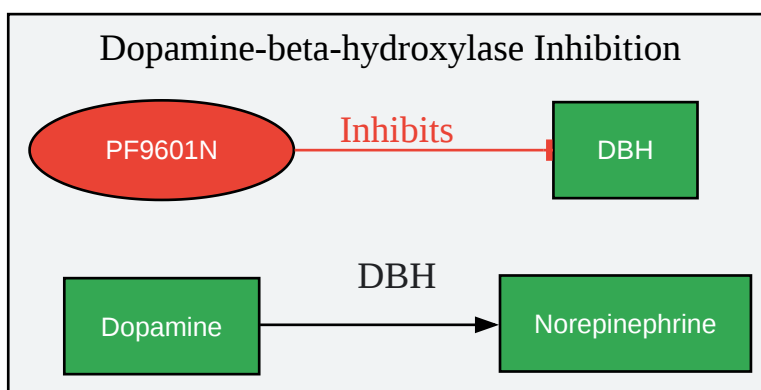 Dopamine-beta-hydroxylase Inhibition
PF9601N
Inhibits
DBH
DBH
Dopamine
Norepinephrine